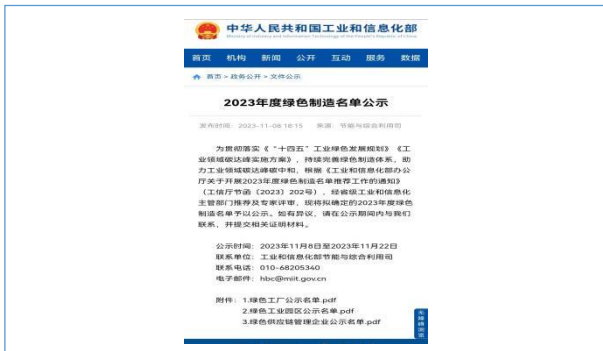 中华人民共和国工业和信息化部
Ministry of Industry and Information Technology of the People's Republic of China
首页 机构 新闻 公开 互动 服务 数据
首页 > 政务公开 > 文件公示
2023年度绿色制造名单公示
发布时间：2023-11-08 18:15 来源：节能与综合利用司
为贯彻落实《“十四五”工业绿色发展规划》《工
业领域碳达峰实施方案》，持续完善绿色制造体系，助
力工业领域碳达峰碳中和，根据《工业和信息化部办公
厅关于开展2023年度绿色制造名单推荐工作的通知》
（工信厅节函〔2023〕202号），经省级工业和信息化
主管部门推荐及专家评审，现将拟确定的2023年度绿色
制造名单予以公示。如有异议，请在公示期间内与我们
联系，并提交相关证明材料。
公示时间：2023年11月8日至2023年11月22日
联系单位：工业和信息化部节能与综合利用司
联系电话：010-68205340
电子邮件：hbc@miit.gov.cn
附件：1.绿色工厂公示名单.pdf
2.绿色工业园区公示名单.pdf
3.绿色供应链管理企业公示名单.pdf
无障碍浏览